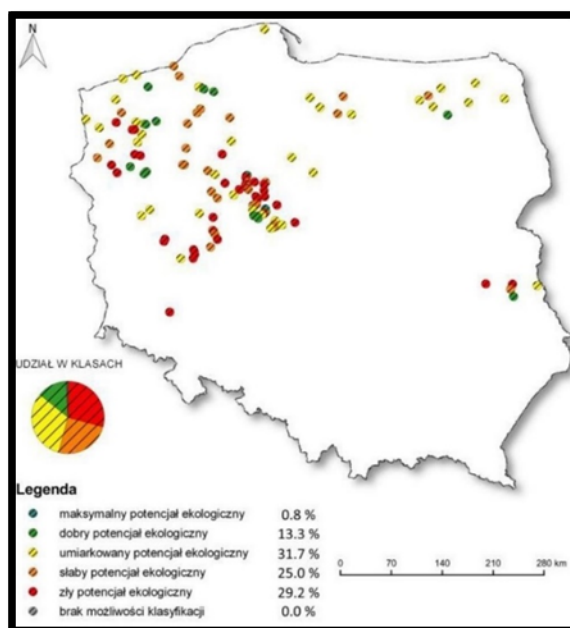 N
UDZIAŁ W KLASACH
Legenda
maksymalny potencjał ekologiczny 0.8 %
dobry potencjał ekologiczny 13.3 %
umiarkowany potencjał ekologiczny 31.7 %
słaby potencjał ekologiczny 25.0 %
zły potencjał ekologiczny 29.2 %
brak możliwości klasyfikacji 0.0 %
0 70 140 210 280 km